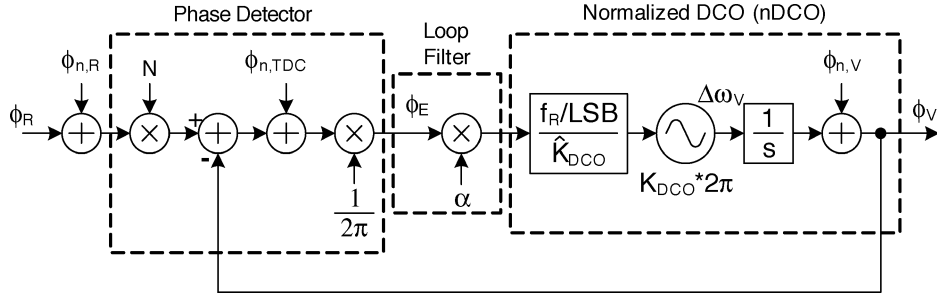 Phase Detector
Loop
Filter
Normalized DCO (nDCO)
ϕn,R
N
ϕn,TDC
ϕn,V
ϕR
+
×
+
+
-
+
×
ϕE
×
fR/LSB
K̂DCO
ΔωV
1
s
+
ϕV
1
2π
α
KDCO*2π